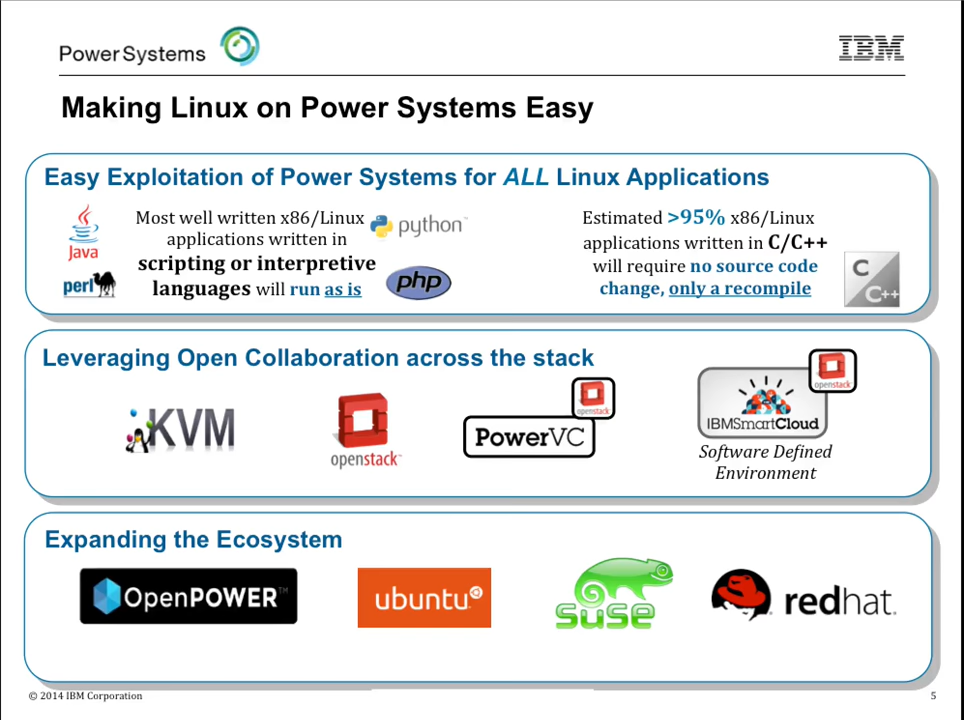 Power Systems
IBM
Making Linux on Power Systems Easy
Easy Exploitation of Power Systems for ALL Linux Applications
Java
perl
Most well written x86/Linux
applications written in
scripting or interpretive
languages will run as is
python™
php
Estimated >95% x86/Linux
applications written in C/C++
will require no source code
change, only a recompile
C
C++
Leveraging Open Collaboration across the stack
KVM
openstack™
openstack
PowerVC
openstack
IBMSmartCloud
Software Defined
Environment
Expanding the Ecosystem
OpenPOWER™
ubuntu®
suse
redhat.
© 2014 IBM Corporation
5